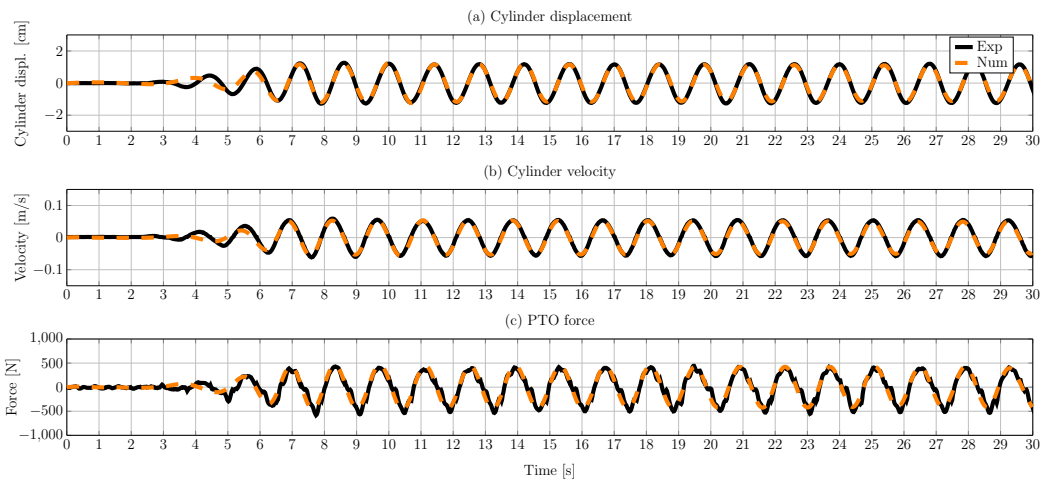 (a) Cylinder displacement
Cylinder displ. [cm]
2
0
−2
Exp
Num
0 1 2 3 4 5 6 7 8 9 10 11 12 13 14 15 16 17 18 19 20 21 22 23 24 25 26 27 28 29 30
(b) Cylinder velocity
Velocity [m/s]
0.1
0
−0.1
0 1 2 3 4 5 6 7 8 9 10 11 12 13 14 15 16 17 18 19 20 21 22 23 24 25 26 27 28 29 30
(c) PTO force
Force [N]
1,000
500
0
−500
−1,000
0 1 2 3 4 5 6 7 8 9 10 11 12 13 14 15 16 17 18 19 20 21 22 23 24 25 26 27 28 29 30
Time [s]